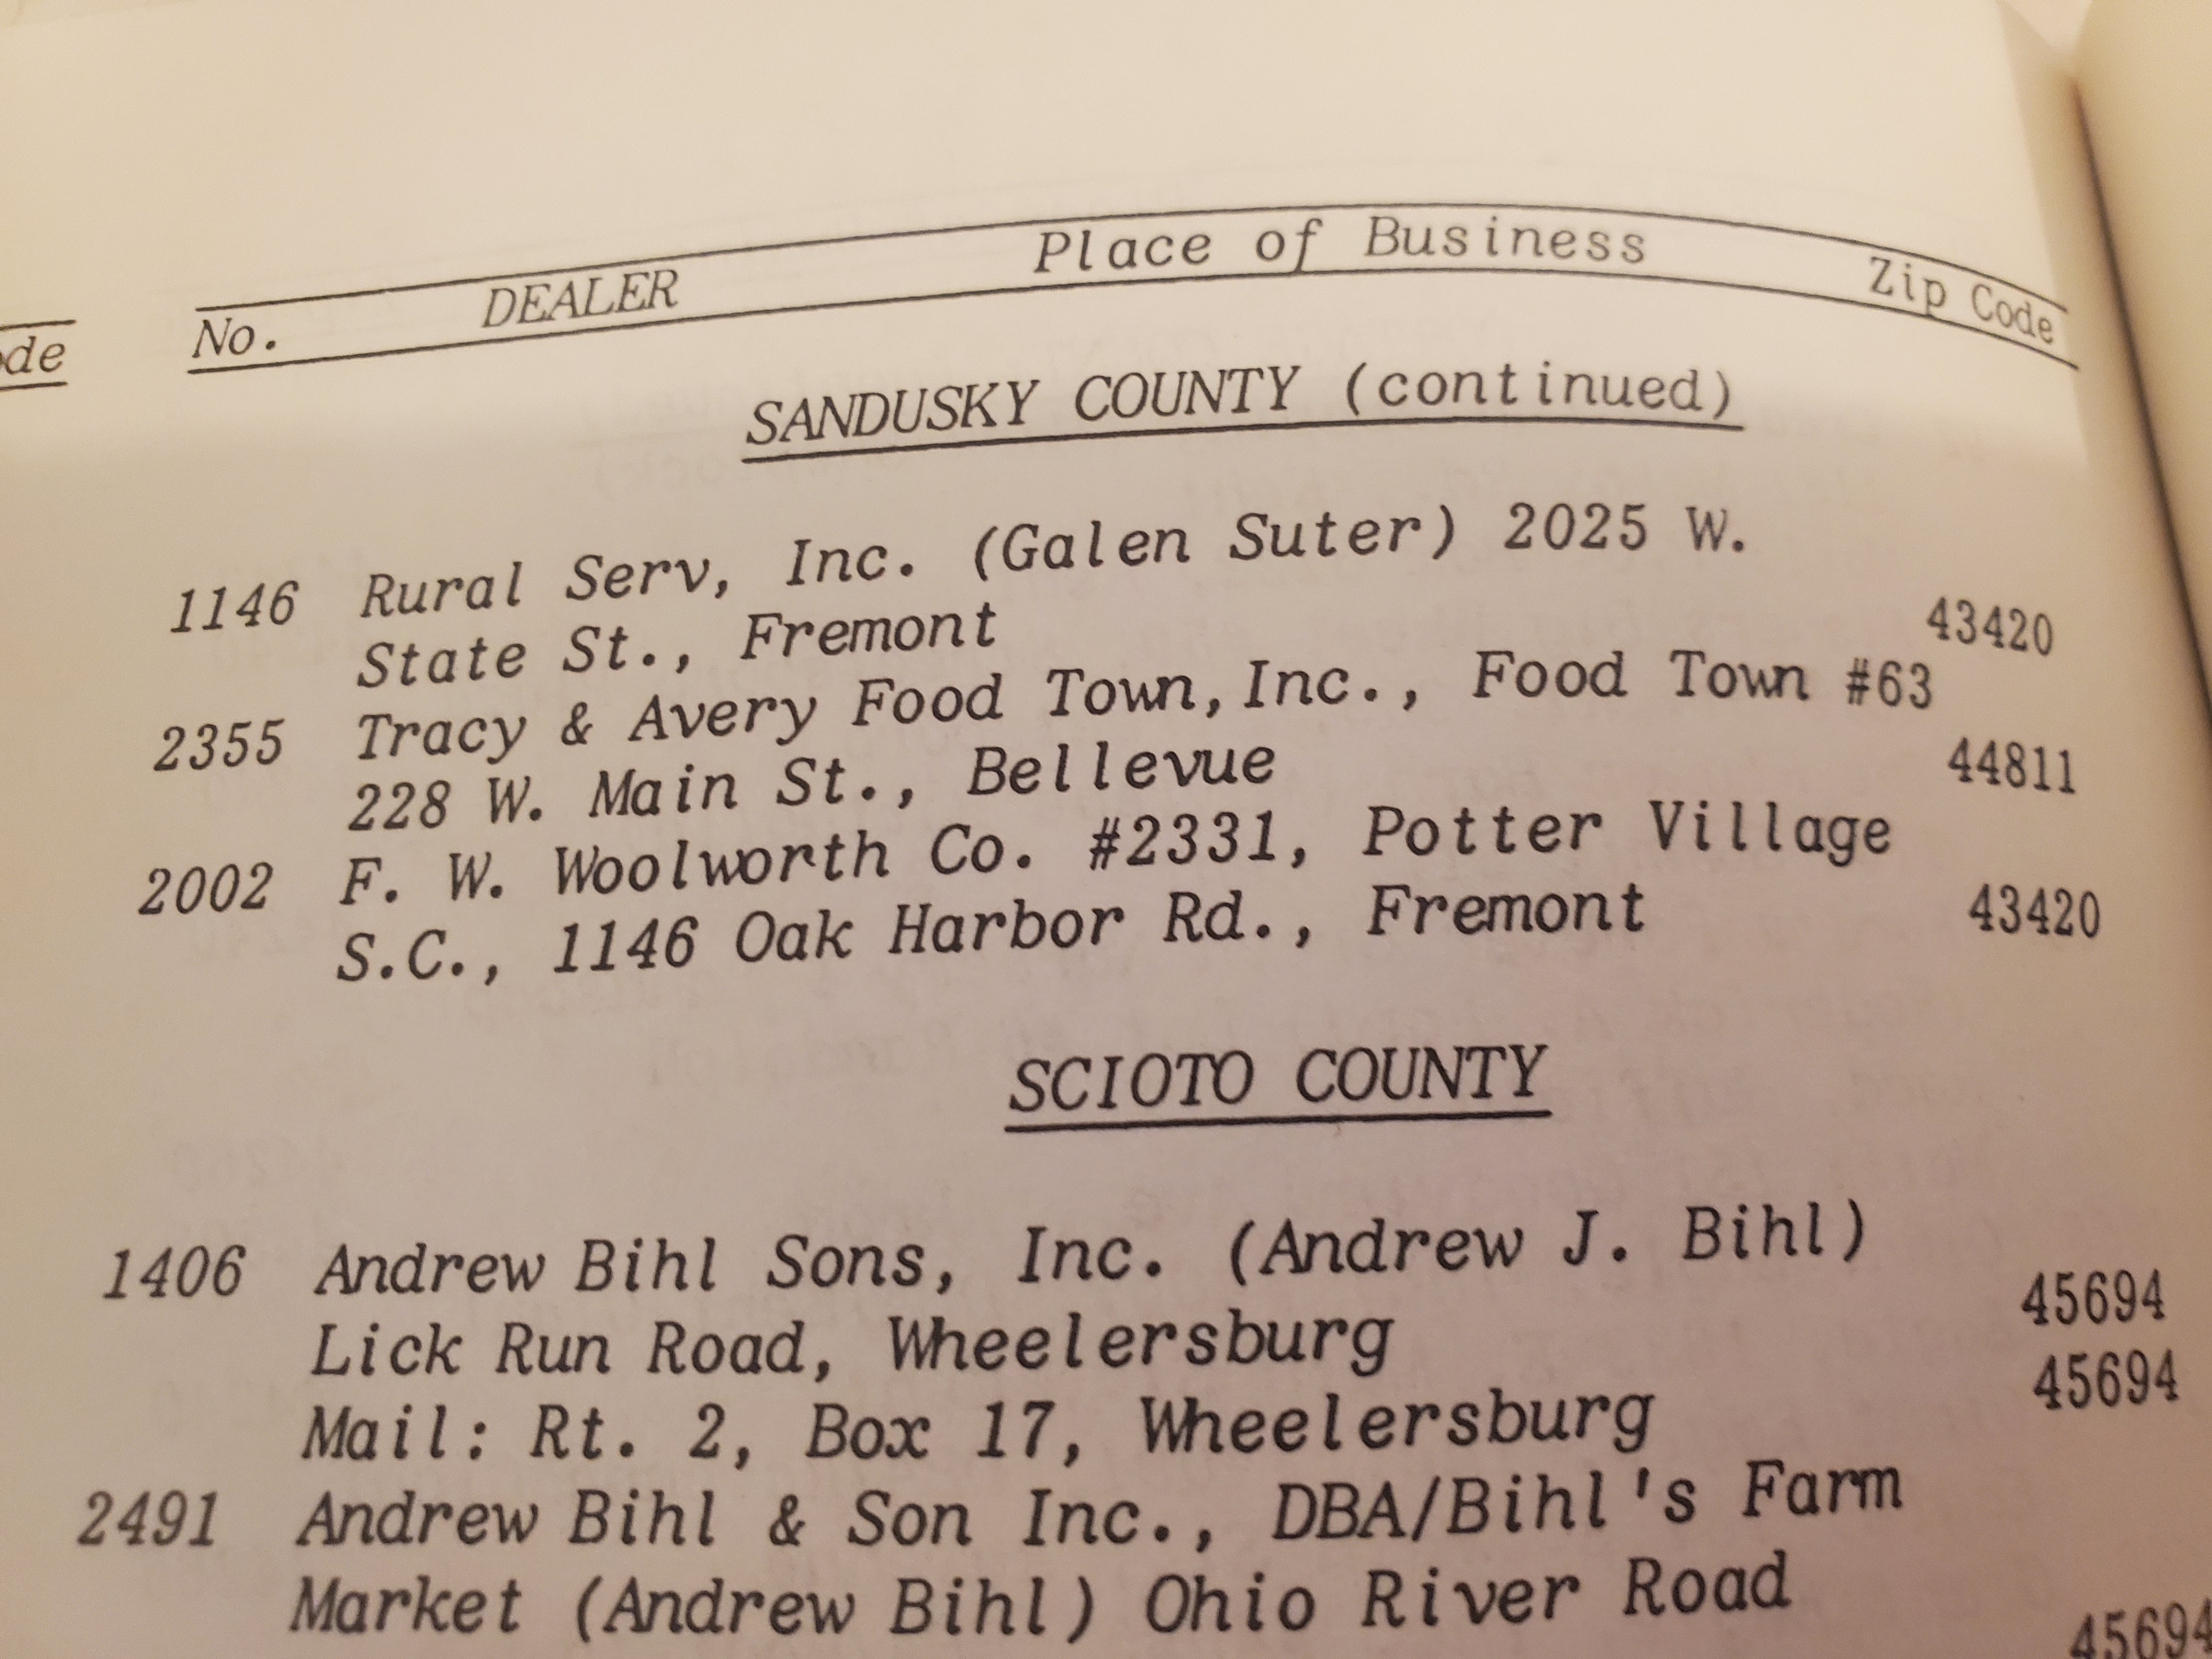 de
No. DEALER Place of Business Zip Code
SANDUSKY COUNTY (continued)
1146 Rural Serv, Inc. (Galen Suter) 2025 W.
State St., Fremont 43420
2355 Tracy & Avery Food Town, Inc., Food Town #63
228 W. Main St., Bellevue 44811
2002 F. W. Woolworth Co. #2331, Potter Village
S.C., 1146 Oak Harbor Rd., Fremont 43420
SCIOTO COUNTY
1406 Andrew Bihl Sons, Inc. (Andrew J. Bihl)
Lick Run Road, Wheelersburg 45694
Mail: Rt. 2, Box 17, Wheelersburg 45694
2491 Andrew Bihl & Son Inc., DBA/Bihl's Farm
Market (Andrew Bihl) Ohio River Road
45694